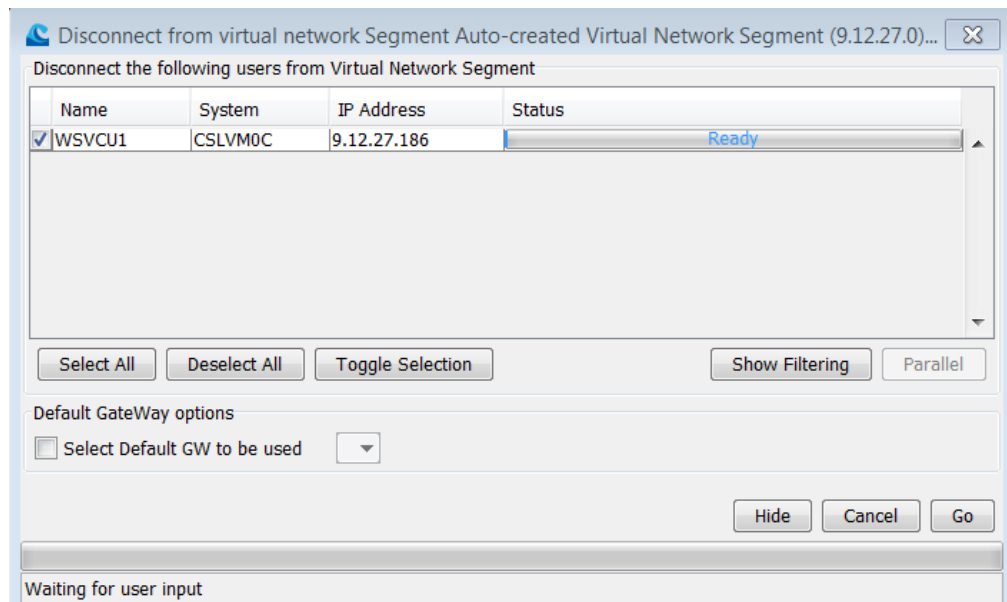 Disconnect from virtual network Segment Auto-created Virtual Network Segment (9.12.27.0)...
Disconnect the following users from Virtual Network Segment
Name System IP Address Status
WSVCU1 CSLVM0C 9.12.27.186 Ready
Select All Deselect All Toggle Selection Show Filtering Parallel
Default GateWay options
Select Default GW to be used
Hide Cancel Go
Waiting for user input